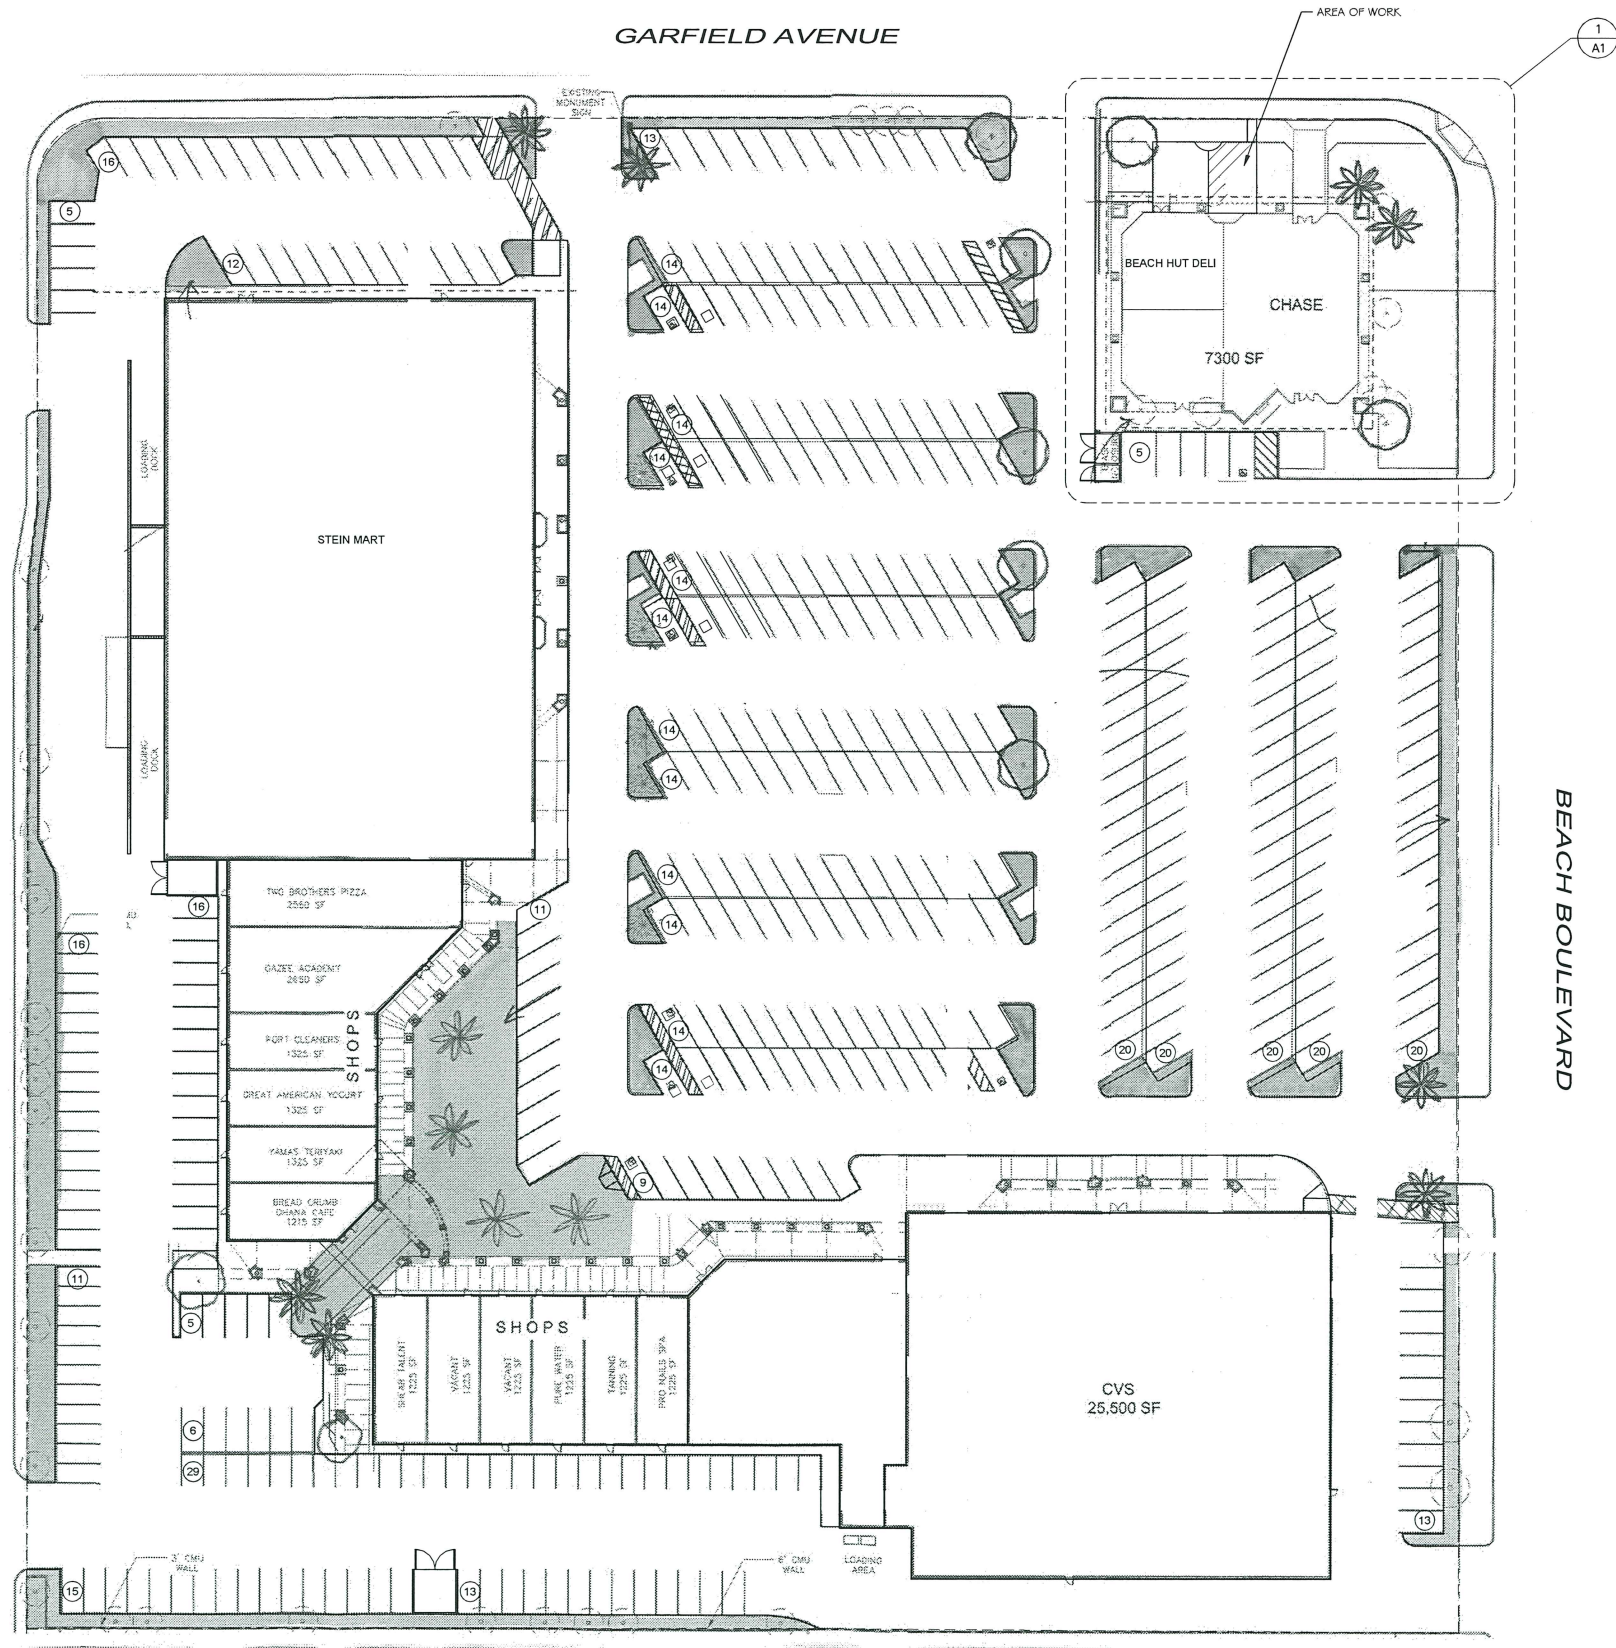 GARFIELD AVENUE
AREA OF WORK
1
A1
EXISTING
MONUMENT
SIGN
16
13
5
12
14
14
BEACH HUT DELI
CHASE
7300 SF
14
14
5
LOADING
DOCK
STEIN MART
14
14
14
14
LOADING
DOCK
BEACH BOULEVARD
14
14
TWO BROTHERS PIZZA
2560 SF
16
11
16
GAZEE ACADEMY
2650 SF
SHOPS
PORT CLEANERS
1325 SF
14
14
20
20
20
20
20
GREAT AMERICAN YOGURT
1325 SF
YAMAS TERIYAKI
1325 SF
9
BREAD CRUMB
OHANA CAFE
1215 SF
11
5
SHOPS
SHEAR TALENT
1225 SF
VACANT
1225 SF
VACANT
1225 SF
PURE WATER
1225 SF
TANNING
1225 SF
PRO NAILS SPA
1225 SF
CVS
25,500 SF
6
29
13
3' CMU
WALL
6' CMU
WALL
LOADING
AREA
15
13